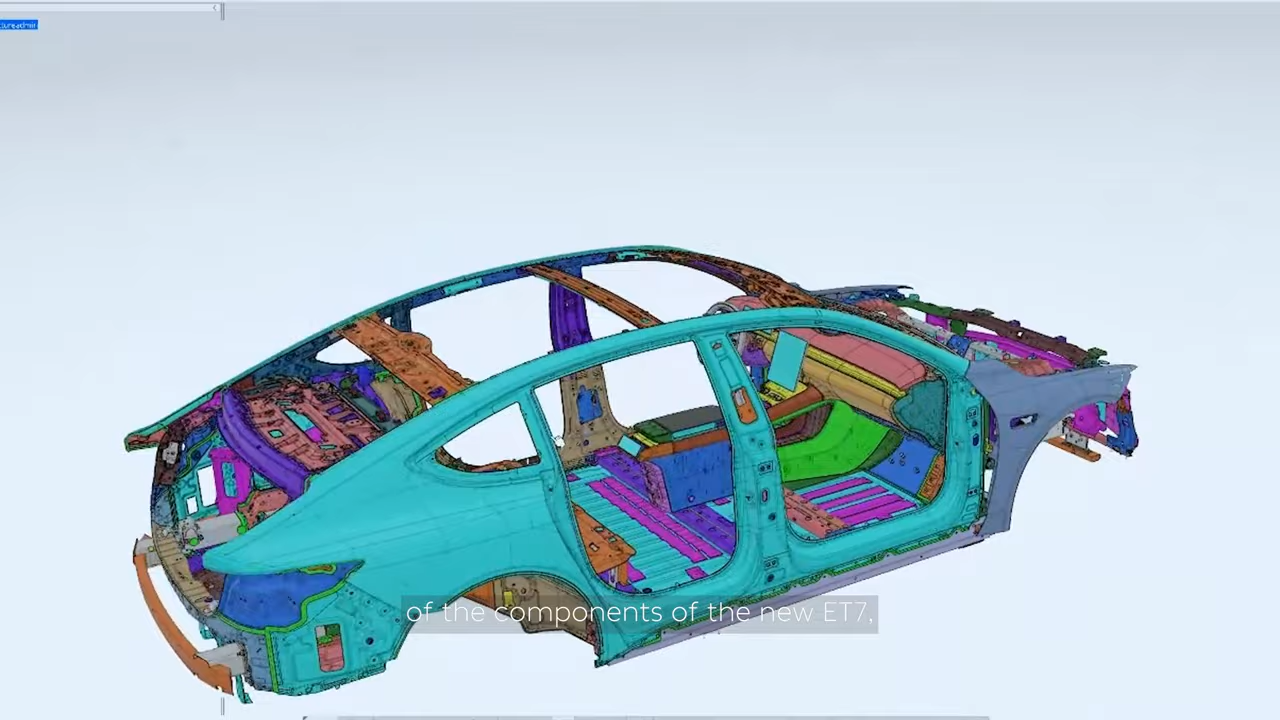 of the components of the new ET7,